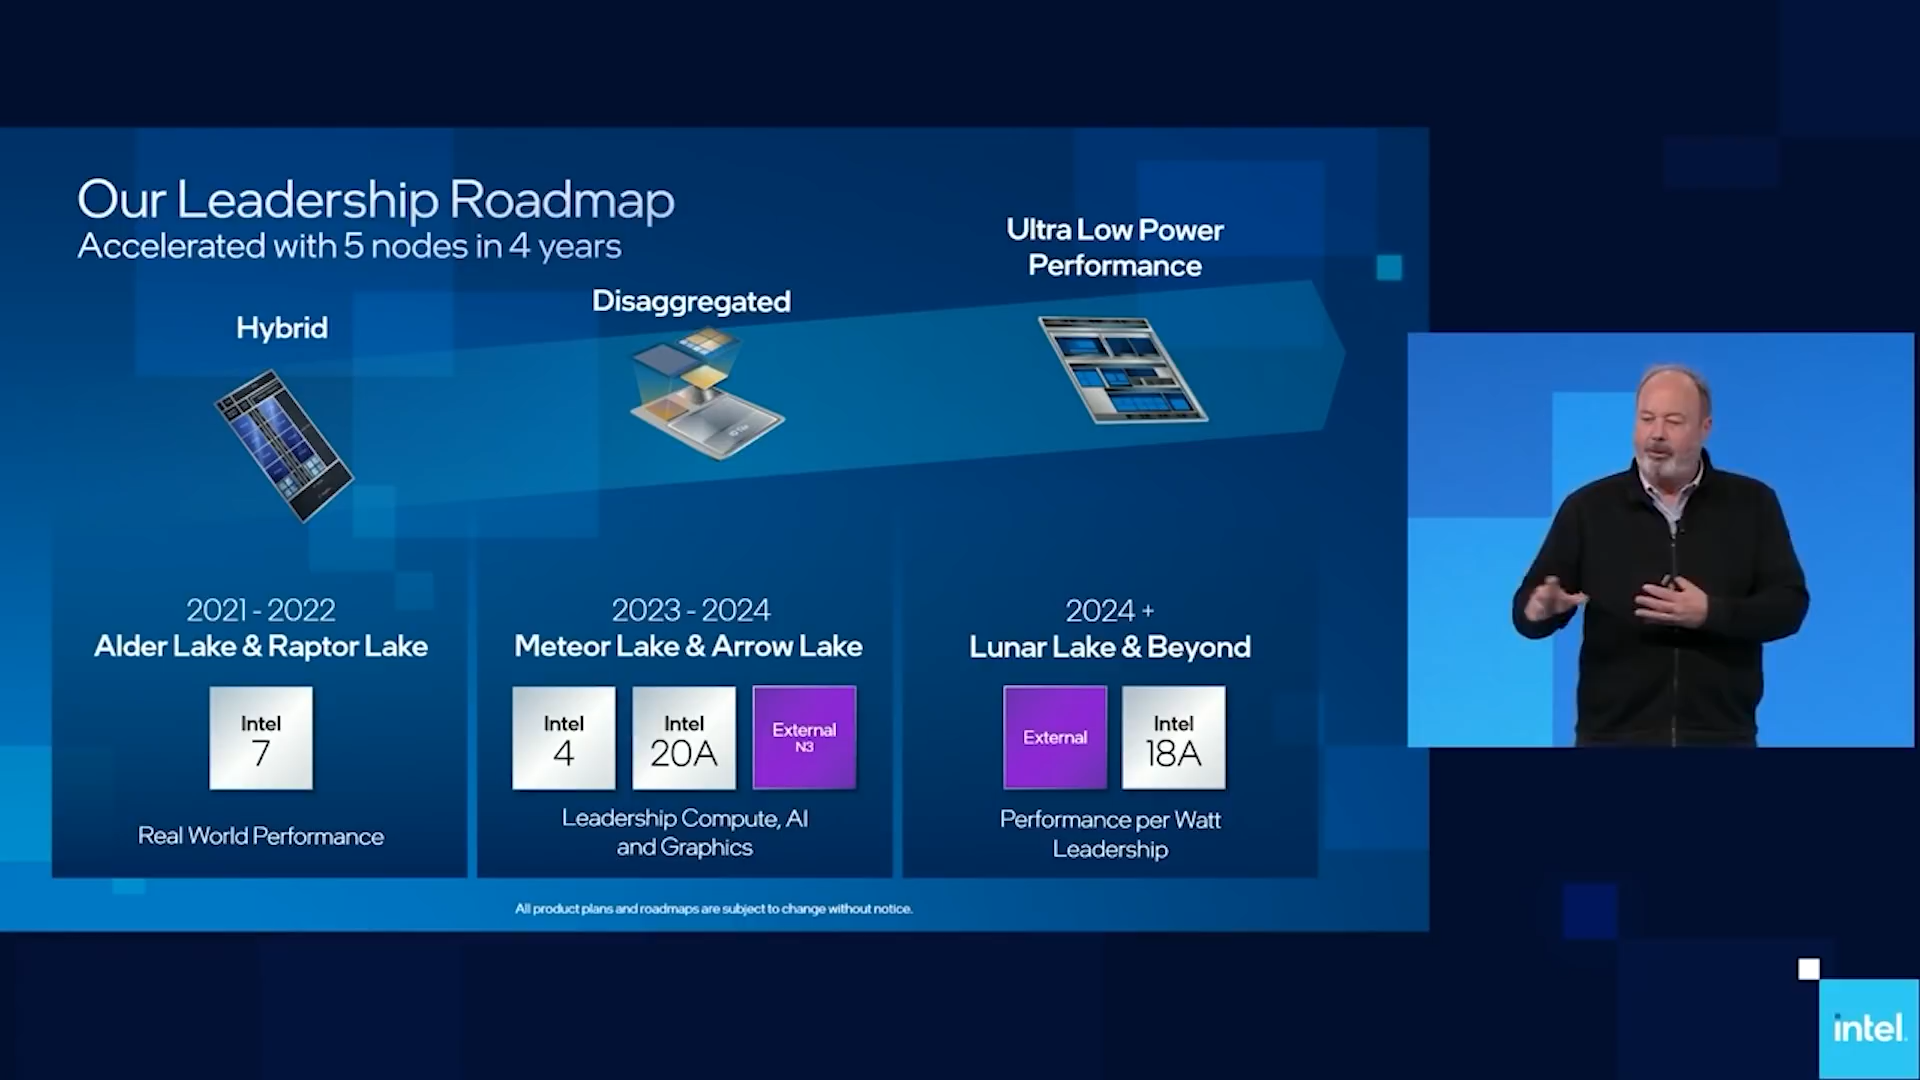 Our Leadership Roadmap
Accelerated with 5 nodes in 4 years
Hybrid
Disaggregated
Ultra Low Power
Performance
2021 - 2022
Alder Lake & Raptor Lake
Intel
7
Real World Performance
2023 - 2024
Meteor Lake & Arrow Lake
Intel
4
Intel
20A
External
N3
Leadership Compute, AI
and Graphics
2024 +
Lunar Lake & Beyond
External
Intel
18A
Performance per Watt
Leadership
All product plans and roadmaps are subject to change without notice.
intel.